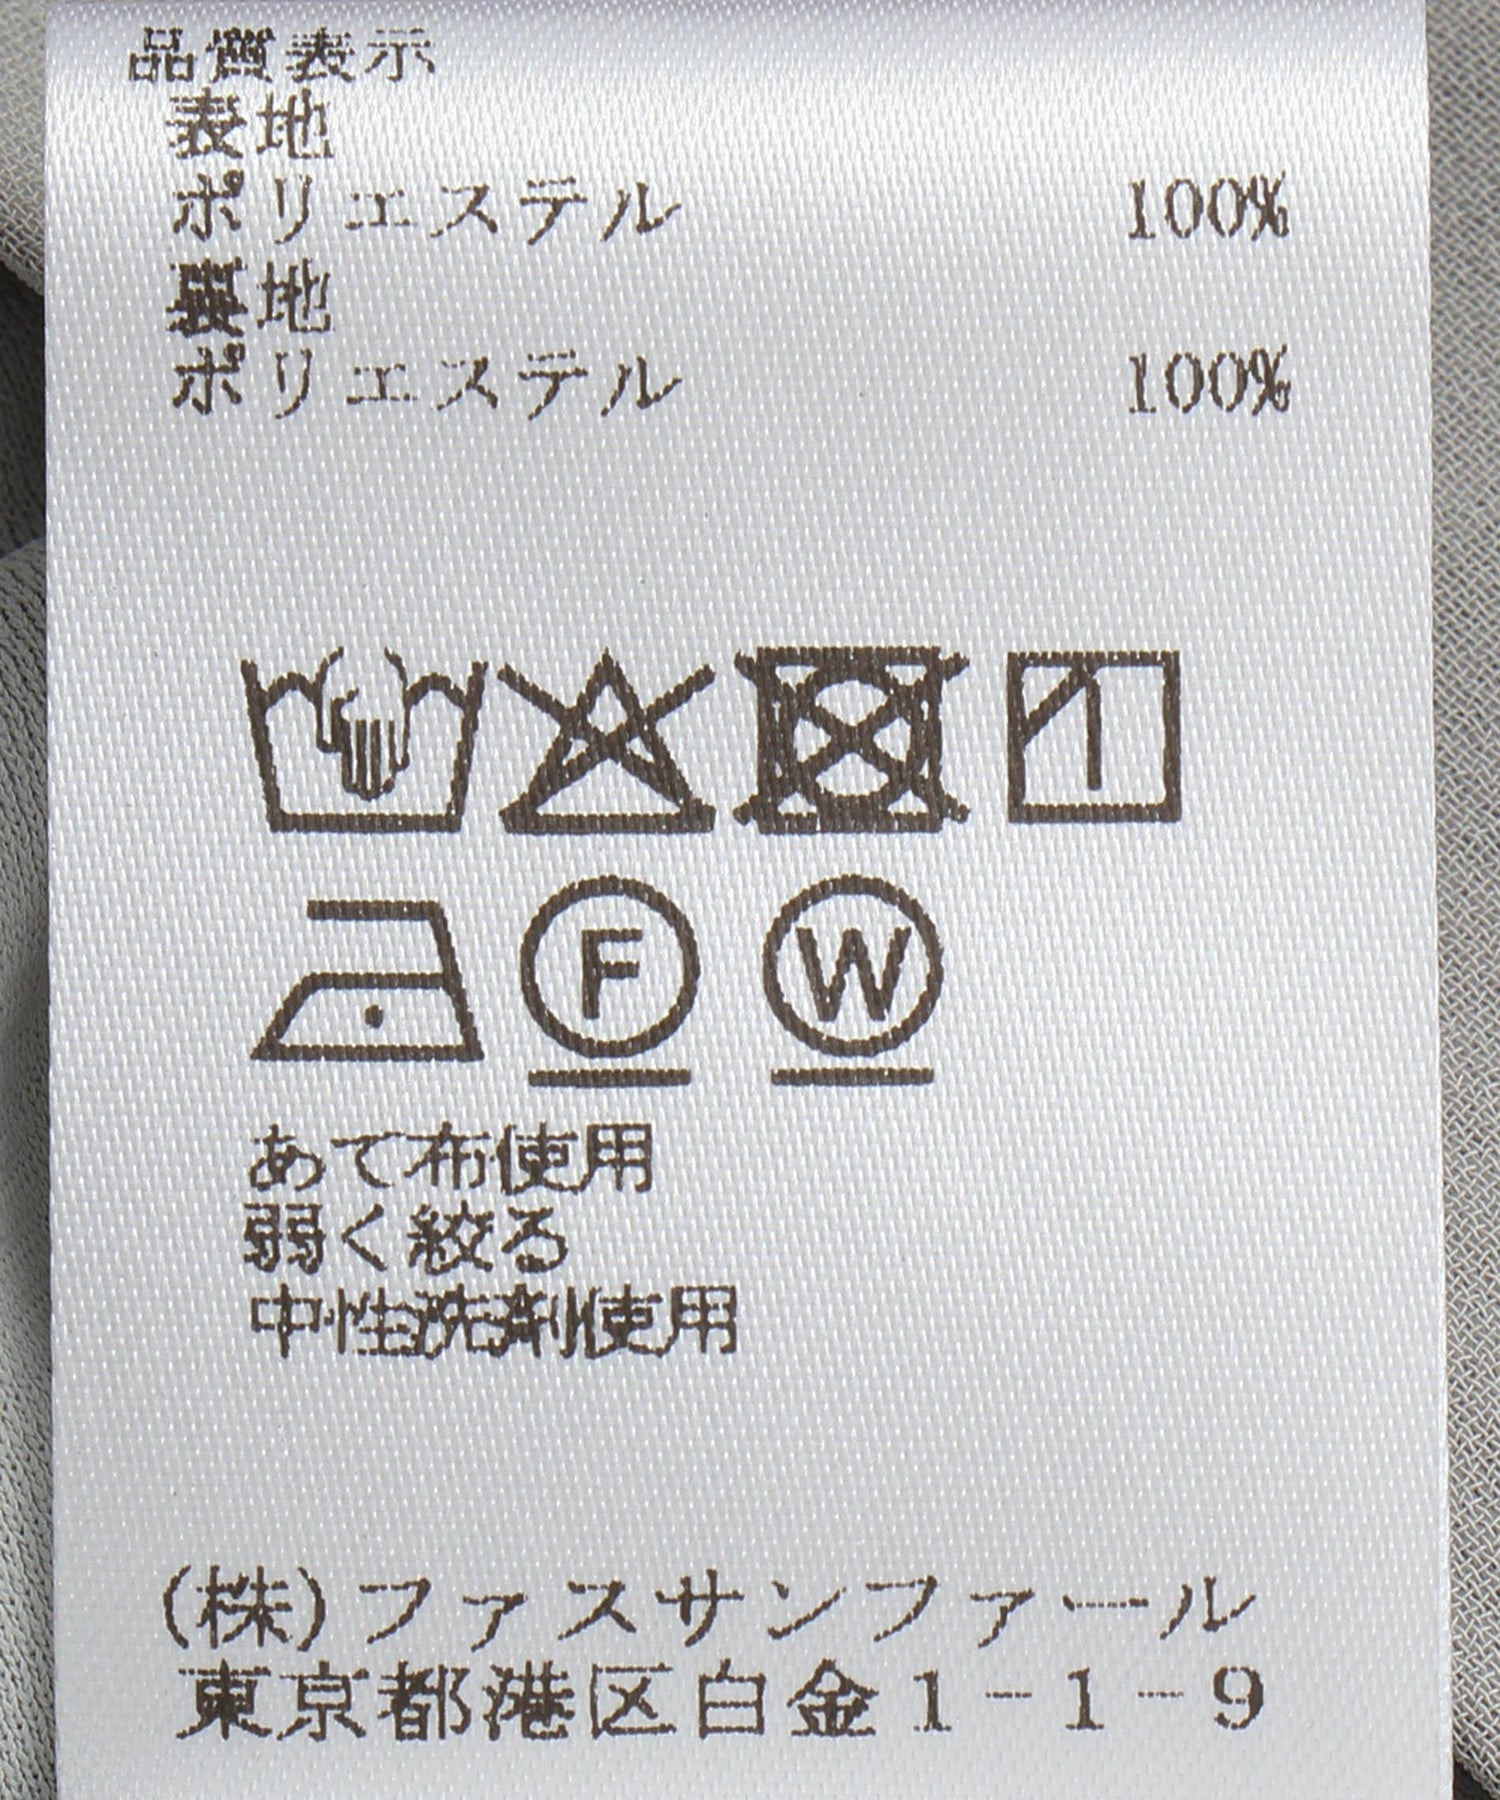 品質表示
表地
ポリエステル 100%
裏地
ポリエステル 100%
F W
あて布使用
弱く絞る
中性洗剤使用
(株)ファスサンファール
東京都港区白金1-1-9